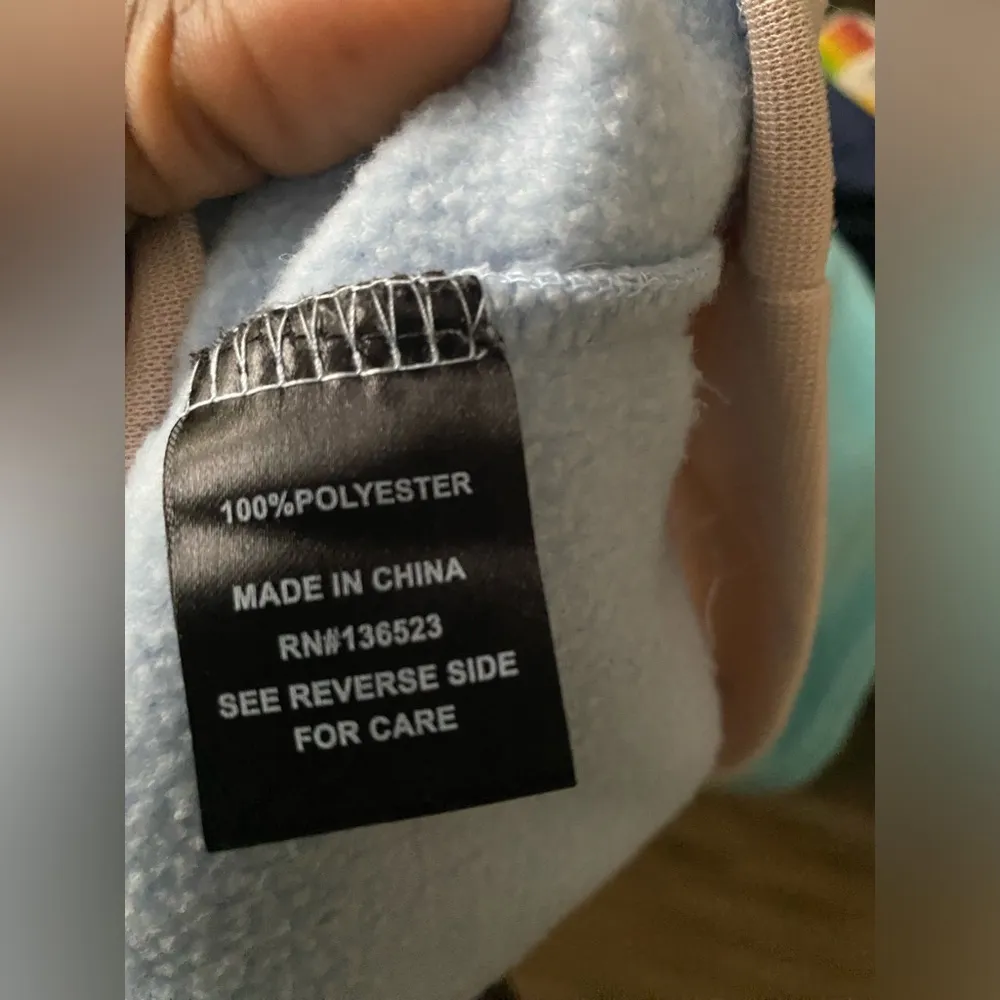 100%POLYESTER
MADE IN CHINA
RN#136523
SEE REVERSE SIDE
FOR CARE